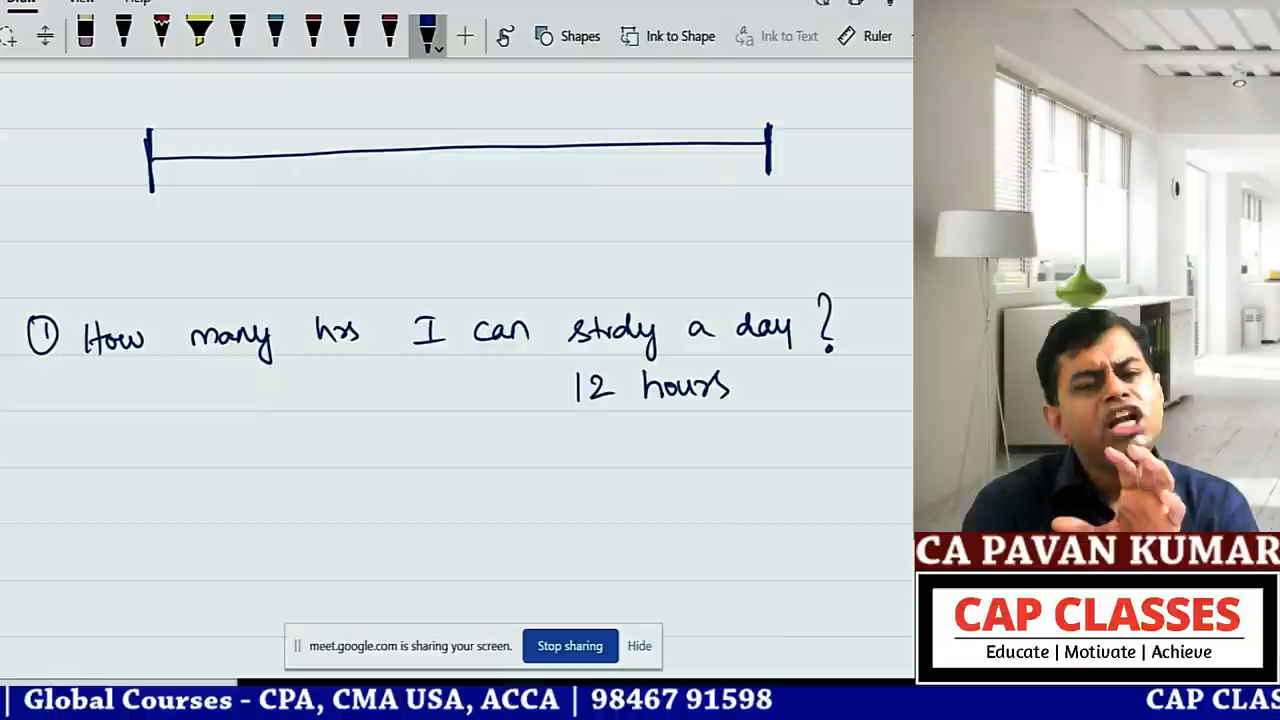 Shapes Ink to Shape Ink to Text Ruler
① How many hrs I can study a day?
12 hours
meet.google.com is sharing your screen. Stop sharing Hide
CA PAVAN KUMAR
CAP CLASSES
Educate | Motivate | Achieve
| Global Courses - CPA, CMA USA, ACCA | 98467 91598 CAP CLAS